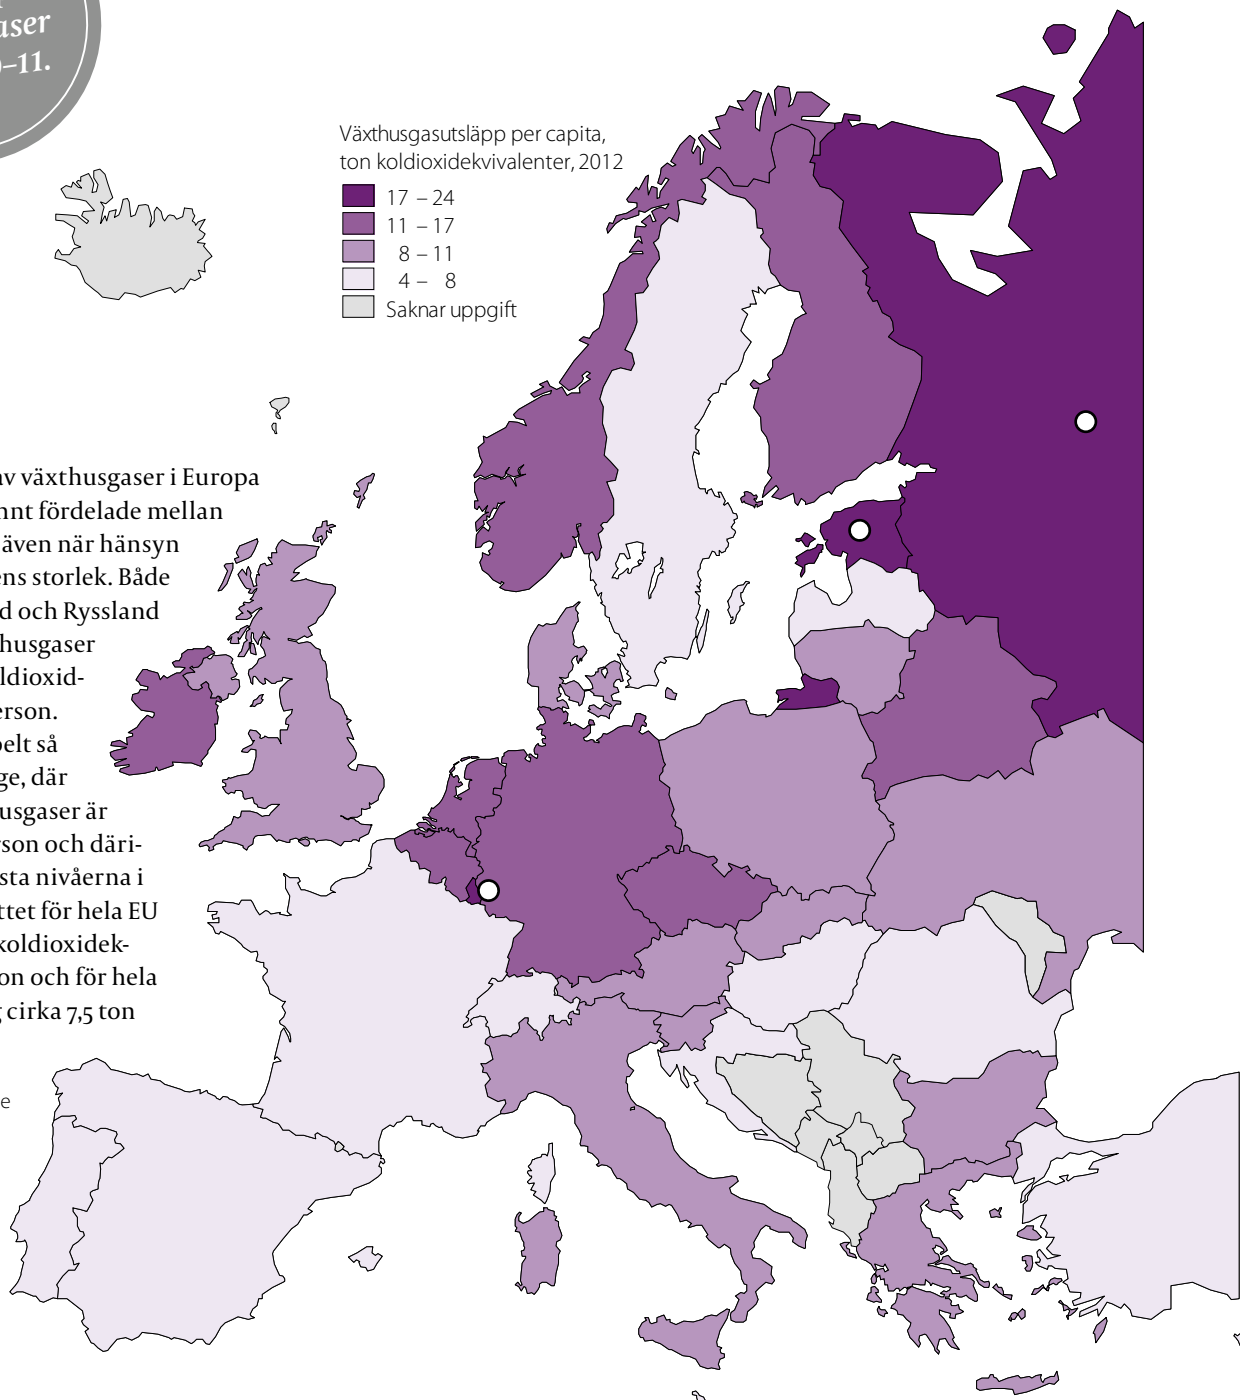 aser
–11.
Växthusgasutsläpp per capita,
ton koldioxidekvivalenter, 2012
17 – 24
11 – 17
8 – 11
4 – 8
Saknar uppgift
av växthusgaser i Europa
nnt fördelade mellan
även när hänsyn
ens storlek. Både
d och Ryssland
husgaser
ldioxid-
erson.
belt så
ge, där
usgaser är
rson och däri-
sta nivåerna i
ttet för hela EU
koldioxidek-
on och för hela
g cirka 7,5 ton
e